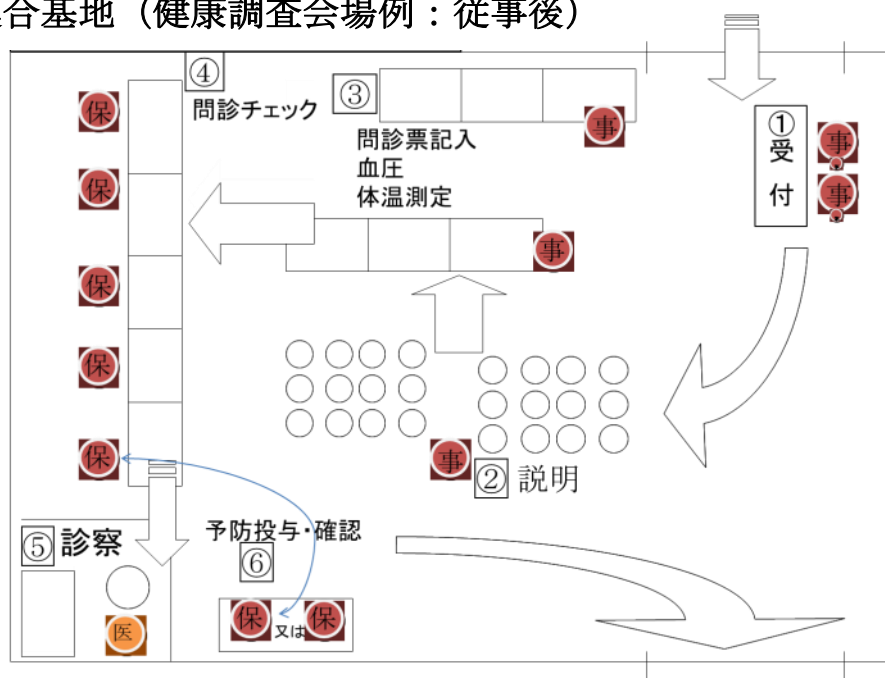 合基地（健康調査会場例：従事後）
④
問診チェック
③
問診票記入
血圧
体温測定
①
受
付
事
事
事
事
保
保
保
保
保
事
② 説明
⑤ 診察
予防投与・確認
⑥
医
保 又は 保